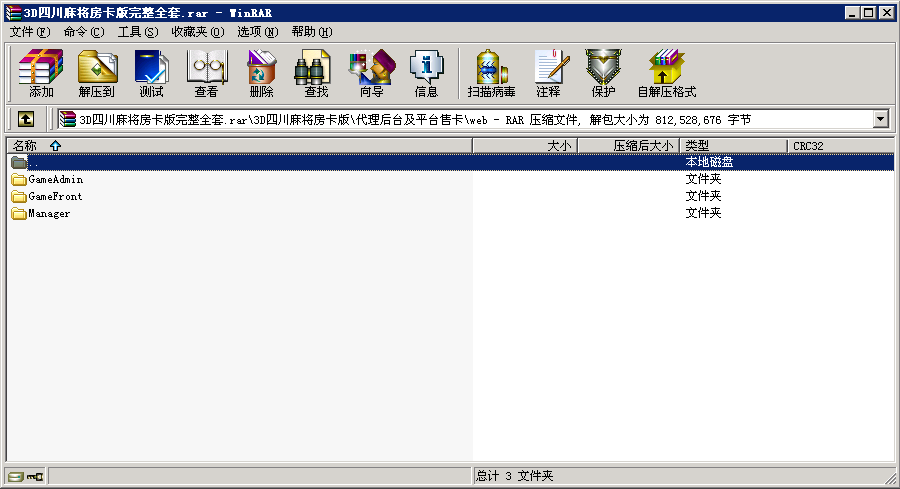 3D四川麻将房卡版完整全套.rar - WinRAR
文件(F) 命令(C) 工具(S) 收藏夹(O) 选项(N) 帮助(H)
添加 解压到 测试 查看 删除 查找 向导 信息 扫描病毒 注释 保护 自解压格式
3D四川麻将房卡版完整全套.rar\3D四川麻将房卡版\代理后台及平台售卡\web - RAR 压缩文件, 解包大小为 812,528,676 字节
名称 大小 压缩后大小 类型 CRC32
.. 本地磁盘
GameAdmin 文件夹
GameFront 文件夹
Manager 文件夹
总计 3 文件夹